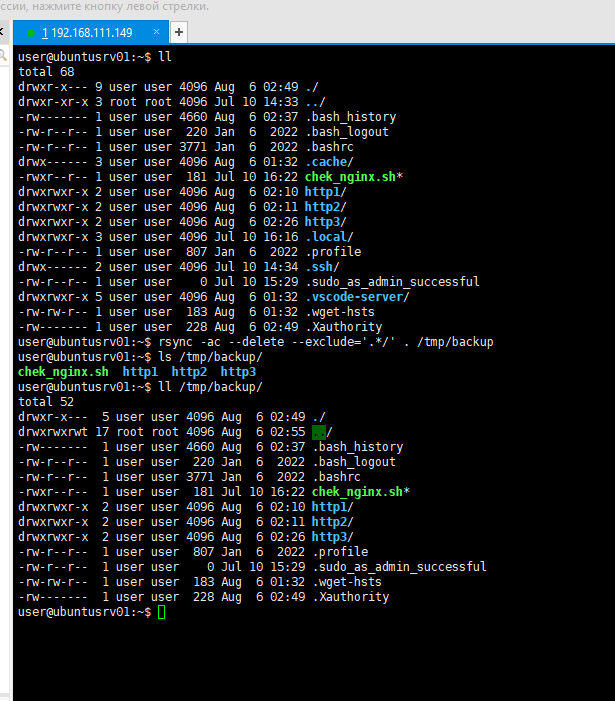 ссии, нажмите кнопку левой стрелки.
1 192.168.111.149 × +
user@ubuntusrv01:~$ ll
total 68
drwxr-x--- 9 user user 4096 Aug  6 02:49 ./
drwxr-xr-x 3 root root 4096 Jul 10 14:33 ../
-rw------- 1 user user 4660 Aug  6 02:37 .bash_history
-rw-r--r-- 1 user user  220 Jan  6  2022 .bash_logout
-rw-r--r-- 1 user user 3771 Jan  6  2022 .bashrc
drwx------ 3 user user 4096 Aug  6 01:32 .cache/
-rwxr--r-- 1 user user  181 Jul 10 16:22 chek_nginx.sh*
drwxrwxr-x 2 user user 4096 Aug  6 02:10 http1/
drwxrwxr-x 2 user user 4096 Aug  6 02:11 http2/
drwxrwxr-x 2 user user 4096 Aug  6 02:26 http3/
drwxrwxr-x 3 user user 4096 Jul 10 16:16 .local/
-rw-r--r-- 1 user user  807 Jan  6  2022 .profile
drwx------ 2 user user 4096 Jul 10 14:34 .ssh/
-rw-r--r-- 1 user user    0 Jul 10 15:29 .sudo_as_admin_successful
drwxrwxr-x 5 user user 4096 Aug  6 01:32 .vscode-server/
-rw-rw-r-- 1 user user  183 Aug  6 01:32 .wget-hsts
-rw------- 1 user user  228 Aug  6 02:49 .Xauthority
user@ubuntusrv01:~$ rsync -ac --delete --exclude='.*/' . /tmp/backup
user@ubuntusrv01:~$ ls /tmp/backup/
chek_nginx.sh  http1  http2  http3
user@ubuntusrv01:~$ ll /tmp/backup/
total 52
drwxr-x---  5 user user 4096 Aug  6 02:49 ./
drwxrwxrwt 17 root root 4096 Aug  6 02:55 ../
-rw-------  1 user user 4660 Aug  6 02:37 .bash_history
-rw-r--r--  1 user user  220 Jan  6  2022 .bash_logout
-rw-r--r--  1 user user 3771 Jan  6  2022 .bashrc
-rwxr--r--  1 user user  181 Jul 10 16:22 chek_nginx.sh*
drwxrwxr-x  2 user user 4096 Aug  6 02:10 http1/
drwxrwxr-x  2 user user 4096 Aug  6 02:11 http2/
drwxrwxr-x  2 user user 4096 Aug  6 02:26 http3/
-rw-r--r--  1 user user  807 Jan  6  2022 .profile
-rw-r--r--  1 user user    0 Jul 10 15:29 .sudo_as_admin_successful
-rw-rw-r--  1 user user  183 Aug  6 01:32 .wget-hsts
-rw-------  1 user user  228 Aug  6 02:49 .Xauthority
user@ubuntusrv01:~$